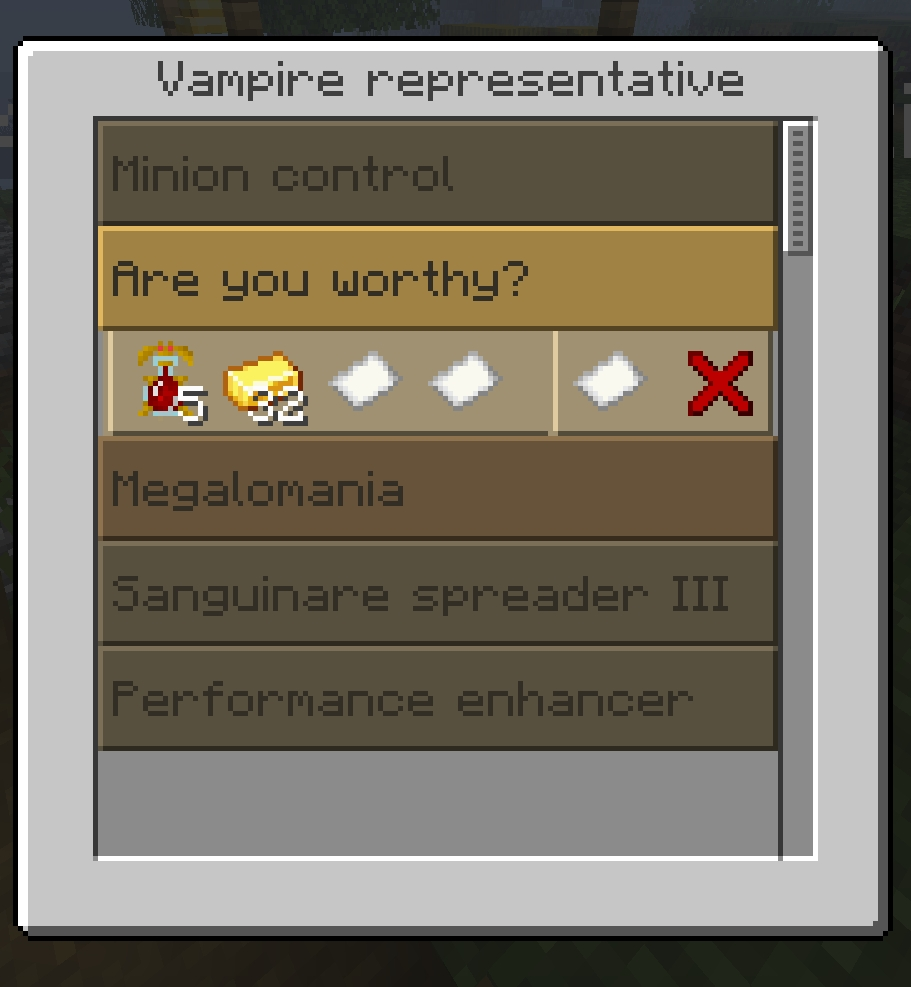 Vampire representative
Minion control
Are you worthy?
5 32
Megalomania
Sanguinare spreader III
Performance enhancer